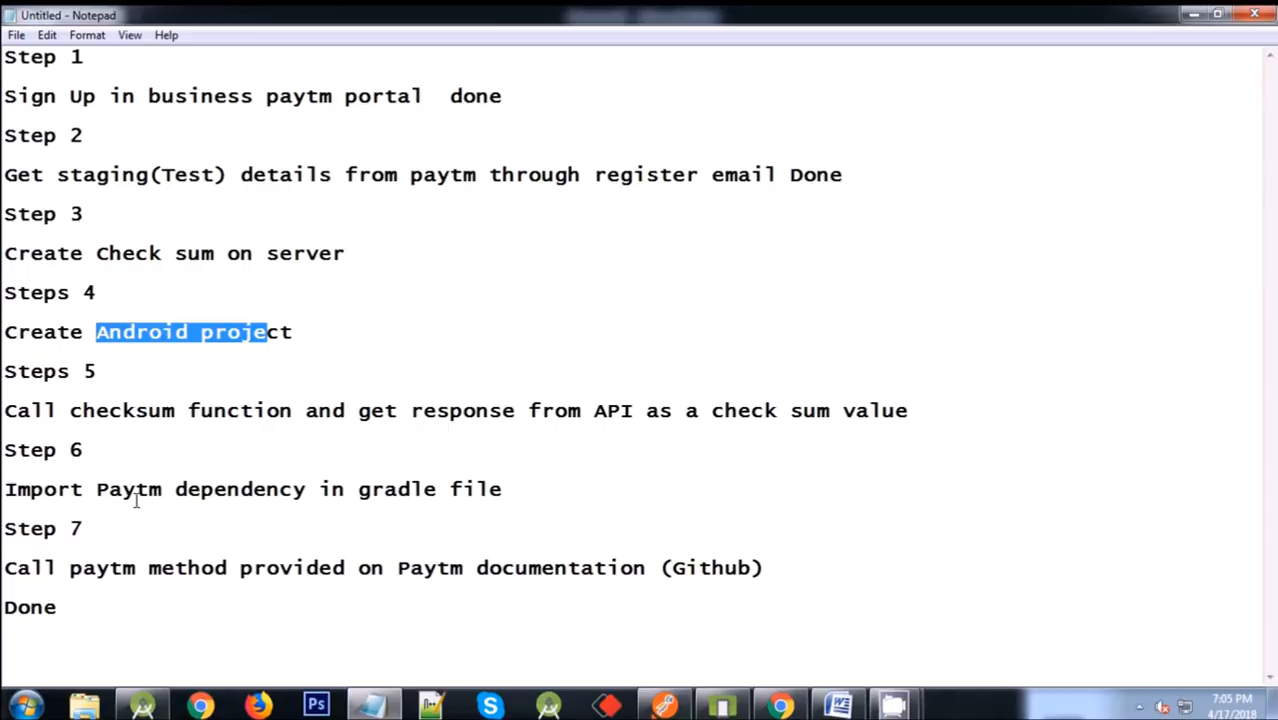 Untitled - Notepad
File Edit Format View Help
Step 1
Sign Up in business paytm portal done
Step 2
Get staging(Test) details from paytm through register email Done
Step 3
Create Check sum on server
Steps 4
Create Android project
Steps 5
Call checksum function and get response from API as a check sum value
Step 6
Import Paytm dependency in gradle file
Step 7
Call paytm method provided on Paytm documentation (Github)
Done
Ps
7:05 PM
4/17/2018